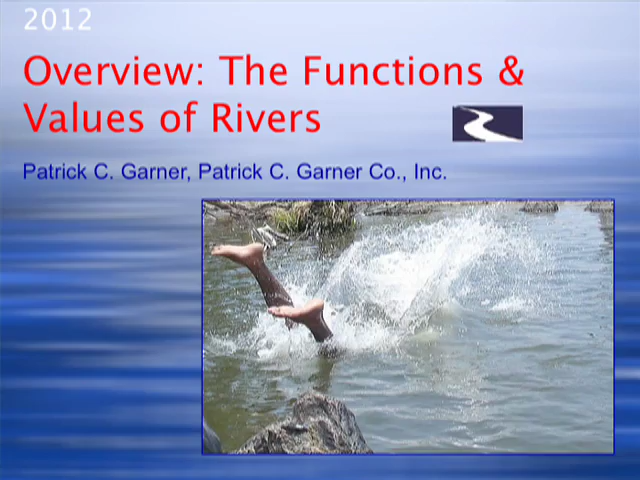 2012
Overview: The Functions &
Values of Rivers
Patrick C. Garner, Patrick C. Garner Co., Inc.